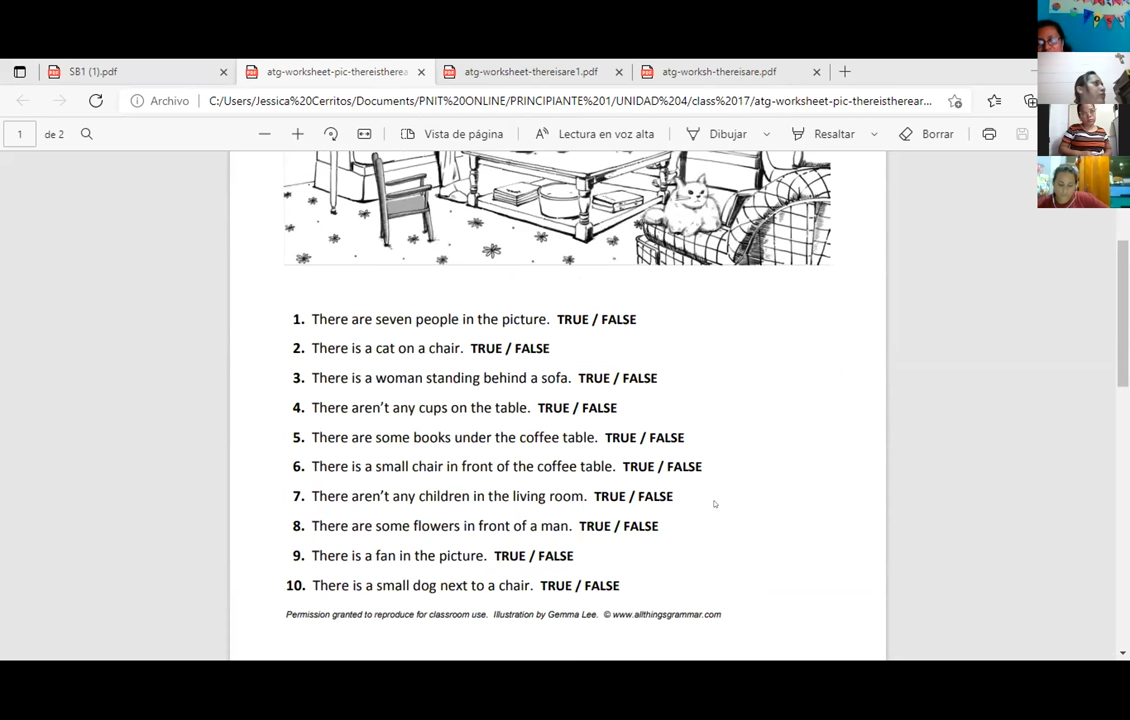 SB1 (1).pdf
atg-worksheet-pic-thereistherea
atg-worksheet-thereisare1.pdf
atg-worksh-thereisare.pdf
Archivo C:/Users/Jessica%20Cerritos/Documents/PNIT%20ONLINE/PRINCIPIANTE%201/UNIDAD%204/class%2017/atg-worksheet-pic-thereistherear...
1 de 2 Vista de página Lectura en voz alta Dibujar Resaltar Borrar
1. There are seven people in the picture. TRUE / FALSE
2. There is a cat on a chair. TRUE / FALSE
3. There is a woman standing behind a sofa. TRUE / FALSE
4. There aren't any cups on the table. TRUE / FALSE
5. There are some books under the coffee table. TRUE / FALSE
6. There is a small chair in front of the coffee table. TRUE / FALSE
7. There aren't any children in the living room. TRUE / FALSE
8. There are some flowers in front of a man. TRUE / FALSE
9. There is a fan in the picture. TRUE / FALSE
10. There is a small dog next to a chair. TRUE / FALSE
Permission granted to reproduce for classroom use. Illustration by Gemma Lee. © www.allthingsgrammar.com